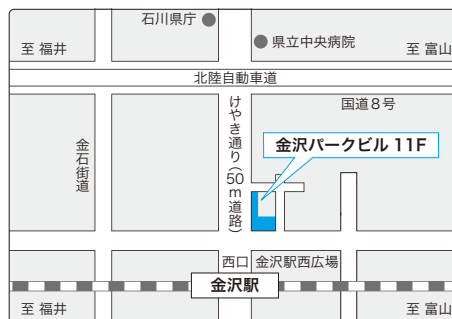 石川県庁
県立中央病院
至 福井
至 富山
北陸自動車道
国道8号
けやき通り(50m道路)
金石街道
金沢パークビル 11F
西口
金沢駅西広場
金沢駅
至 福井
至 富山